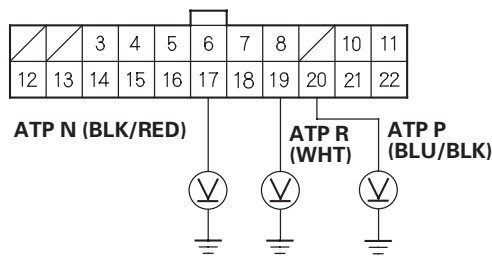 3 4 5 6 7 8 10 11
12 13 14 15 16 17 18 19 20 21 22
ATP N (BLK/RED)
ATP R
(WHT)
ATP P
(BLU/BLK)
V V V